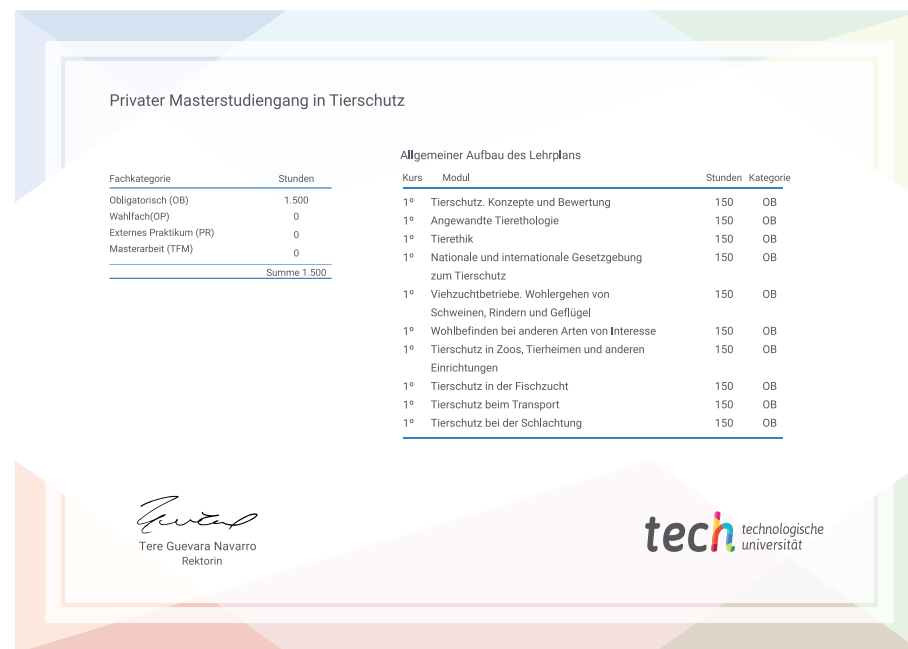 Privater Masterstudiengang in Tierschutz
Fachkategorie Stunden
Obligatorisch (OB) 1.500
Wahlfach(OP) 0
Externes Praktikum (PR) 0
Masterarbeit (TFM) 0
Summe 1.500
Allgemeiner Aufbau des Lehrplans
Kurs Modul Stunden Kategorie
1º Tierschutz. Konzepte und Bewertung 150 OB
1º Angewandte Tierethologie 150 OB
1º Tierethik 150 OB
1º Nationale und internationale Gesetzgebung 150 OB
zum Tierschutz
1º Viehzuchtbetriebe. Wohlergehen von 150 OB
Schweinen, Rindern und Geflügel
1º Wohlbefinden bei anderen Arten von Interesse 150 OB
1º Tierschutz in Zoos, Tierheimen und anderen 150 OB
Einrichtungen
1º Tierschutz in der Fischzucht 150 OB
1º Tierschutz beim Transport 150 OB
1º Tierschutz bei der Schlachtung 150 OB
Tere Guevara Navarro
Rektorin
tech technologische
universität